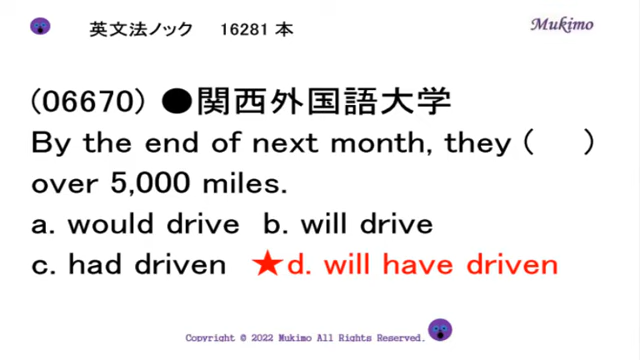 英文法ノック 16281 本
Mukimo
(06670) ●関西外国語大学
By the end of next month, they ( )
over 5,000 miles.
a. would drive b. will drive
c. had driven ★d. will have driven
Copyright © 2022 Mukimo All Rights Reserved.